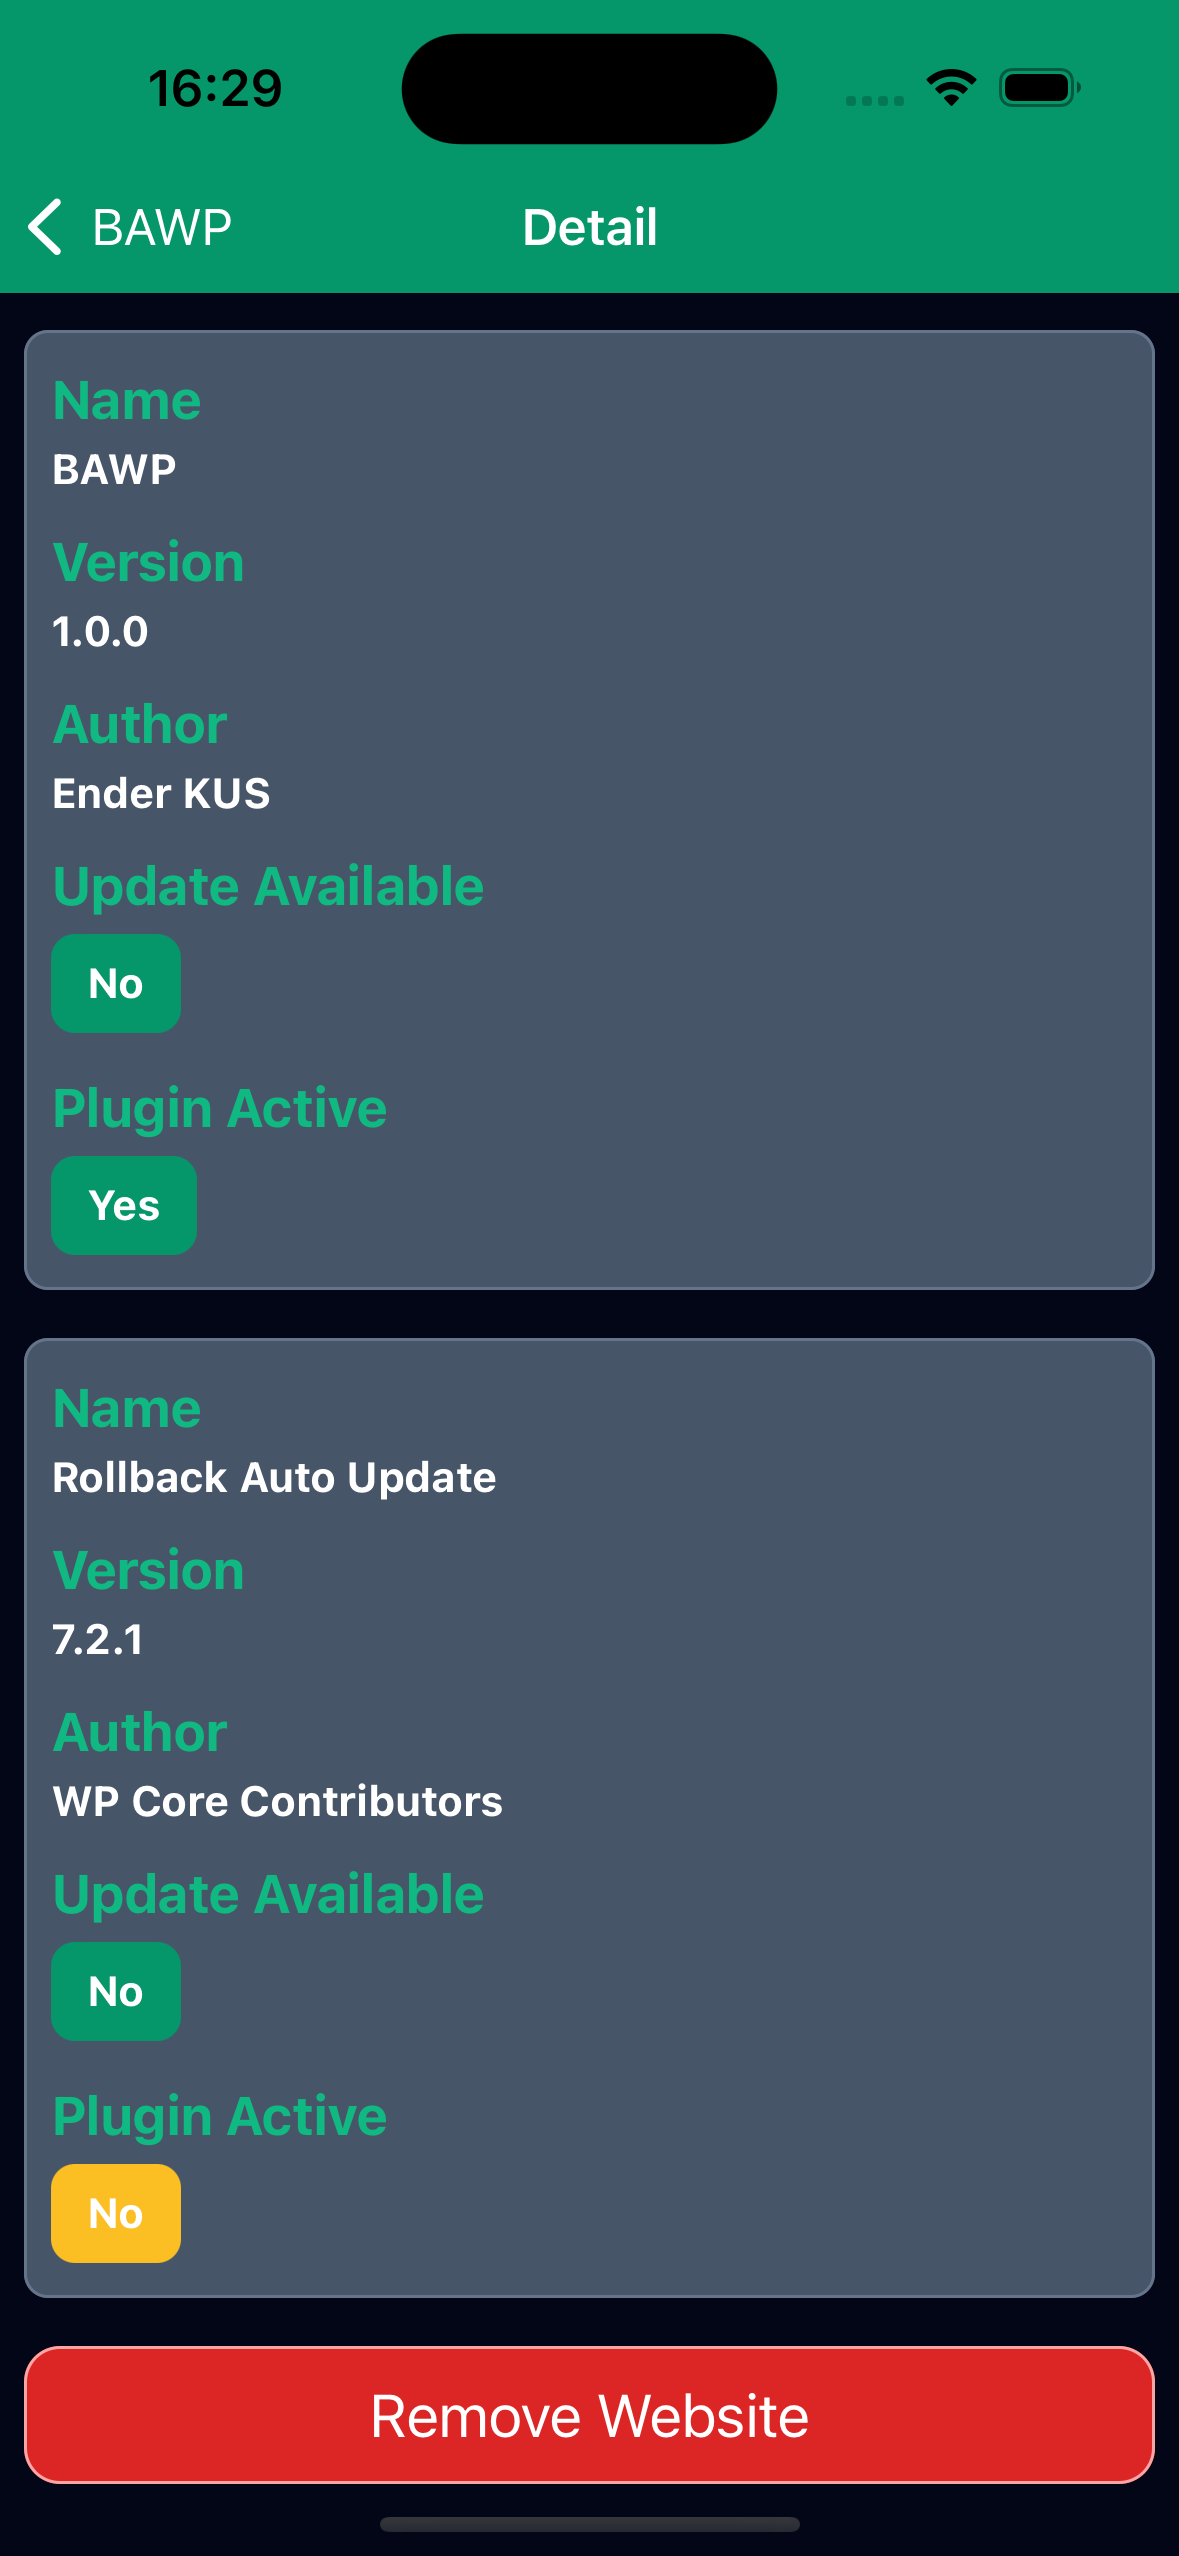 16:29
BAWP
Detail
Name
BAWP
Version
1.0.0
Author
Ender KUS
Update Available
No
Plugin Active
Yes
Name
Rollback Auto Update
Version
7.2.1
Author
WP Core Contributors
Update Available
No
Plugin Active
No
Remove Website